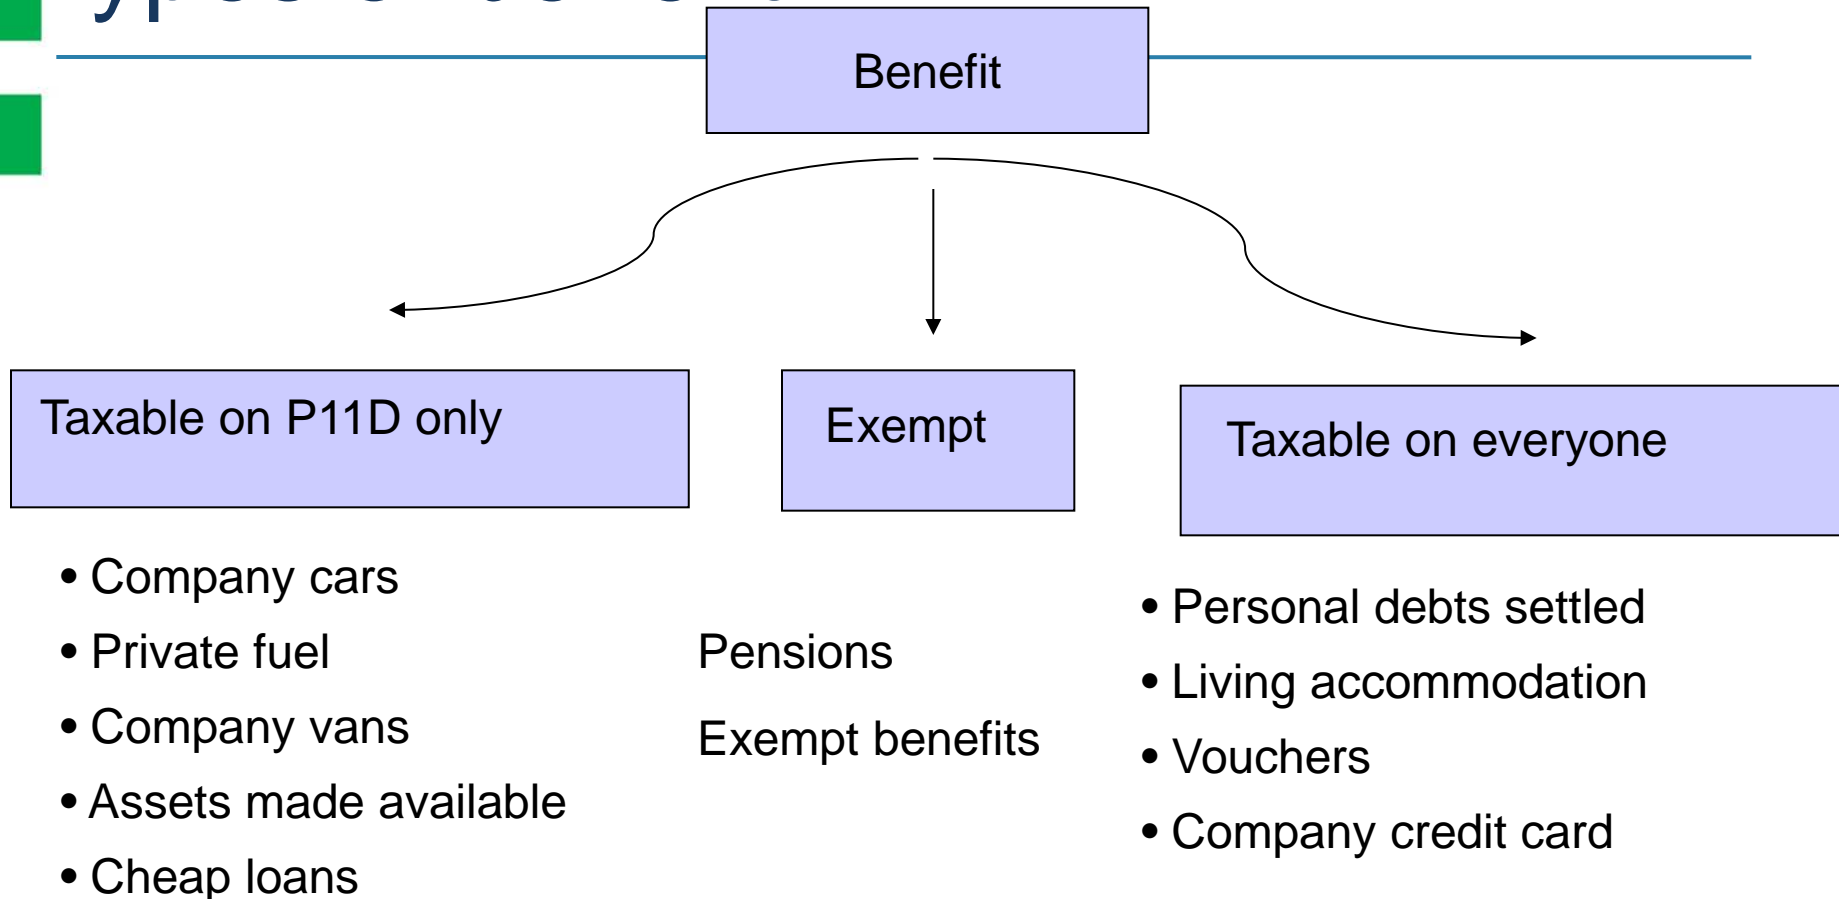 Benefit
Taxable on P11D only
Exempt
Taxable on everyone
• Company cars
• Private fuel
• Company vans
• Assets made available
• Cheap loans
Pensions
Exempt benefits
• Personal debts settled
• Living accommodation
• Vouchers
• Company credit card